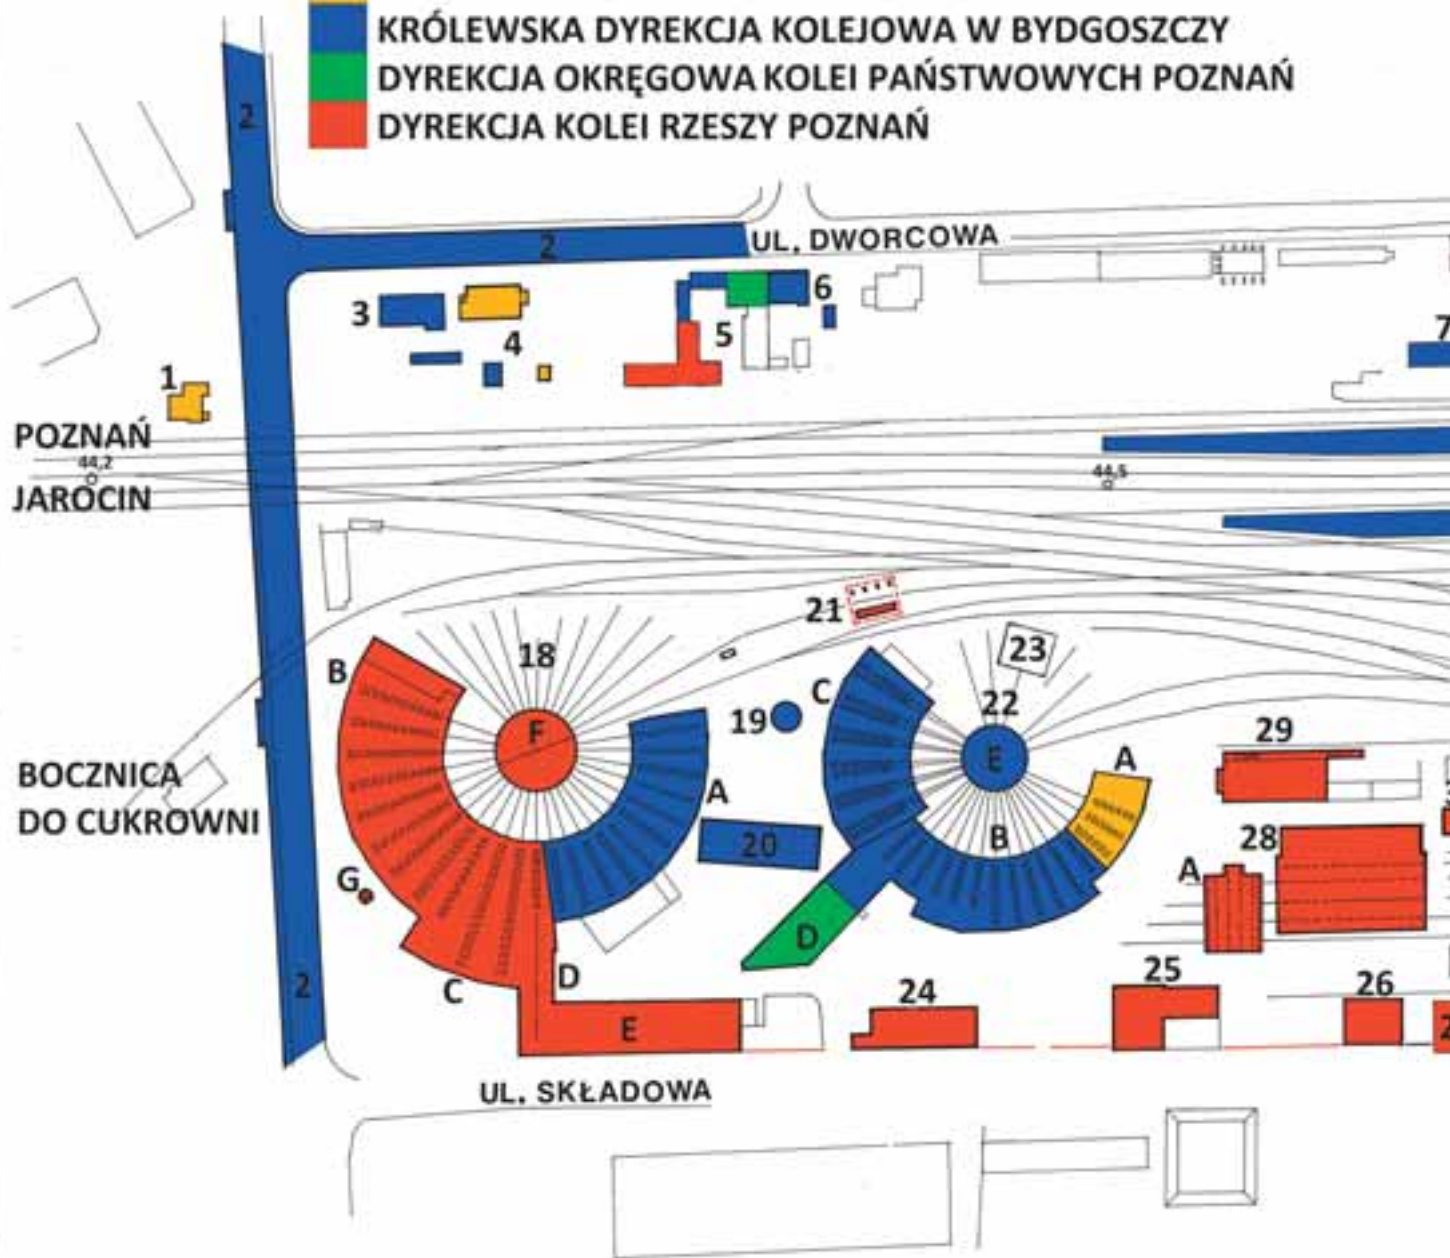 KRÓLEWSKA DYREKCJA KOLEJOWA W BYDGOSZCZY
DYREKCJA OKRĘGOWA KOLEI PAŃSTWOWYCH POZNAŃ
DYREKCJA KOLEI RZESZY POZNAŃ
2
UL. DWORCOWA
2
3
4
5
6
7
1
POZNAŃ
44,2
44,5
JAROCIN
21
18
B
F
19
C
23
22
E
A
29
BOCZNICA
DO CUKROWNI
A
20
B
28
A
G
D
2
C
D
24
25
26
E
UL. SKŁADOWA